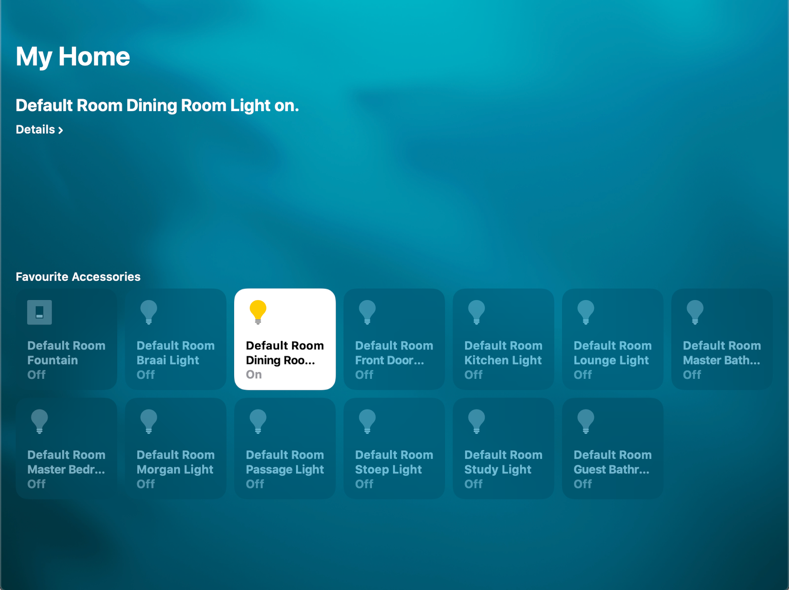 My Home
Default Room Dining Room Light on.
Details ›
Favourite Accessories
Default Room
Fountain
Off
Default Room
Braai Light
Off
Default Room
Dining Roo...
On
Default Room
Front Door...
Off
Default Room
Kitchen Light
Off
Default Room
Lounge Light
Off
Default Room
Master Bath...
Off
Default Room
Master Bedr...
Off
Default Room
Morgan Light
Off
Default Room
Passage Light
Off
Default Room
Stoep Light
Off
Default Room
Study Light
Off
Default Room
Guest Bathr...
Off